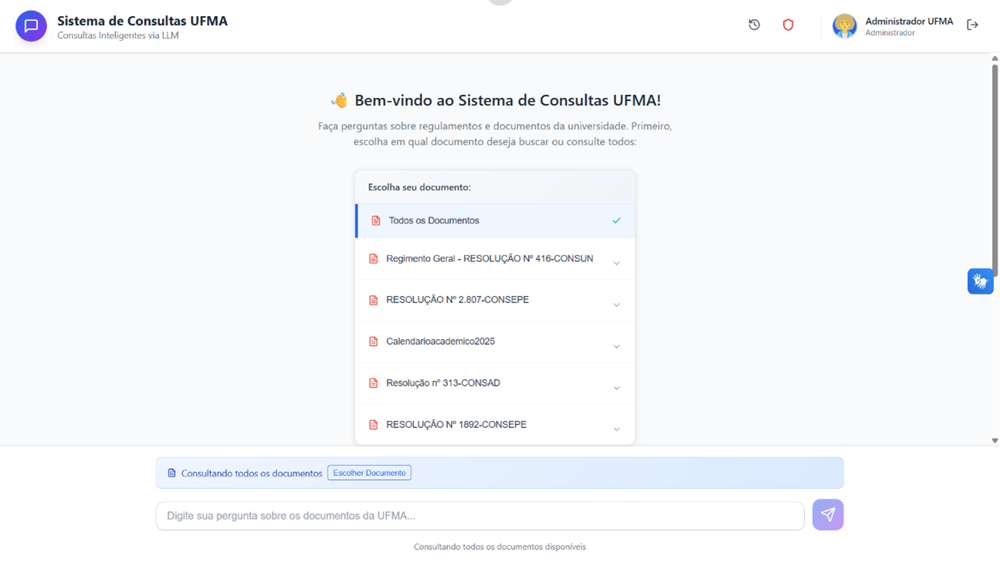 Sistema de Consultas UFMA
Consultas Inteligentes via LLM
Administrador UFMA
Administrador
Bem-vindo ao Sistema de Consultas UFMA!
Faça perguntas sobre regulamentos e documentos da universidade. Primeiro,
escolha em qual documento deseja buscar ou consulte todos:
Escolha seu documento:
Todos os Documentos
Regimento Geral - RESOLUÇÃO Nº 416-CONSUN
RESOLUÇÃO Nº 2.807-CONSEPE
Calendarioacademico2025
Resolução nº 313-CONSAD
RESOLUÇÃO Nº 1892-CONSEPE
Consultando todos os documentos
Escolher Documento
Digite sua pergunta sobre os documentos da UFMA...
Consultando todos os documentos disponíveis